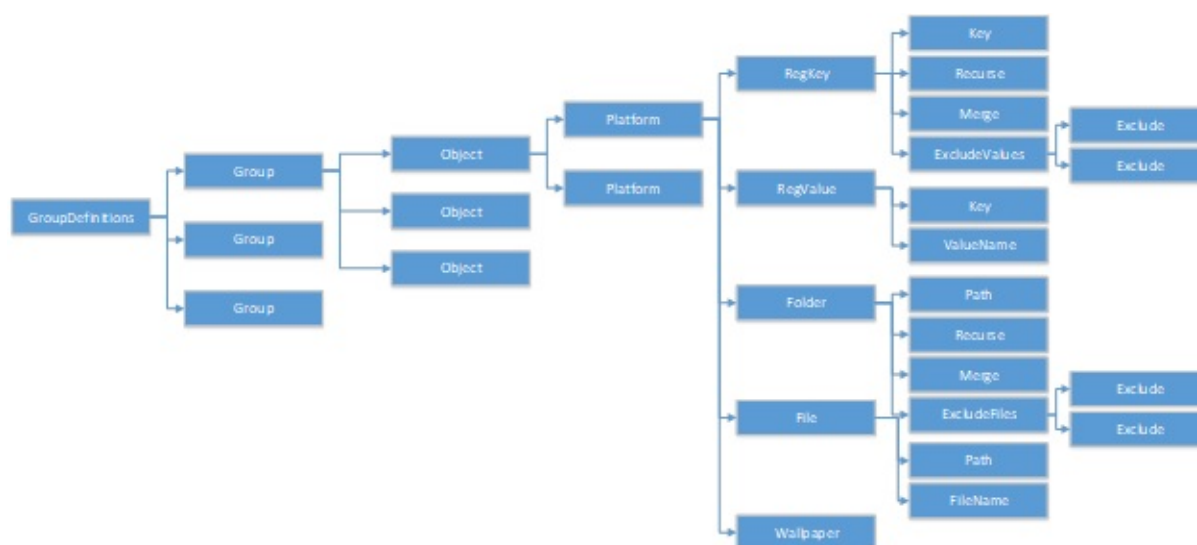 GroupDefinitions
Group
Group
Group
Object
Object
Object
Platform
Platform
RegKey
RegValue
Folder
File
Wallpaper
Key
Recurse
Merge
ExcludeValues
Key
ValueName
Path
Recurse
Merge
ExcludeFiles
Path
FileName
Exclude
Exclude
Exclude
Exclude